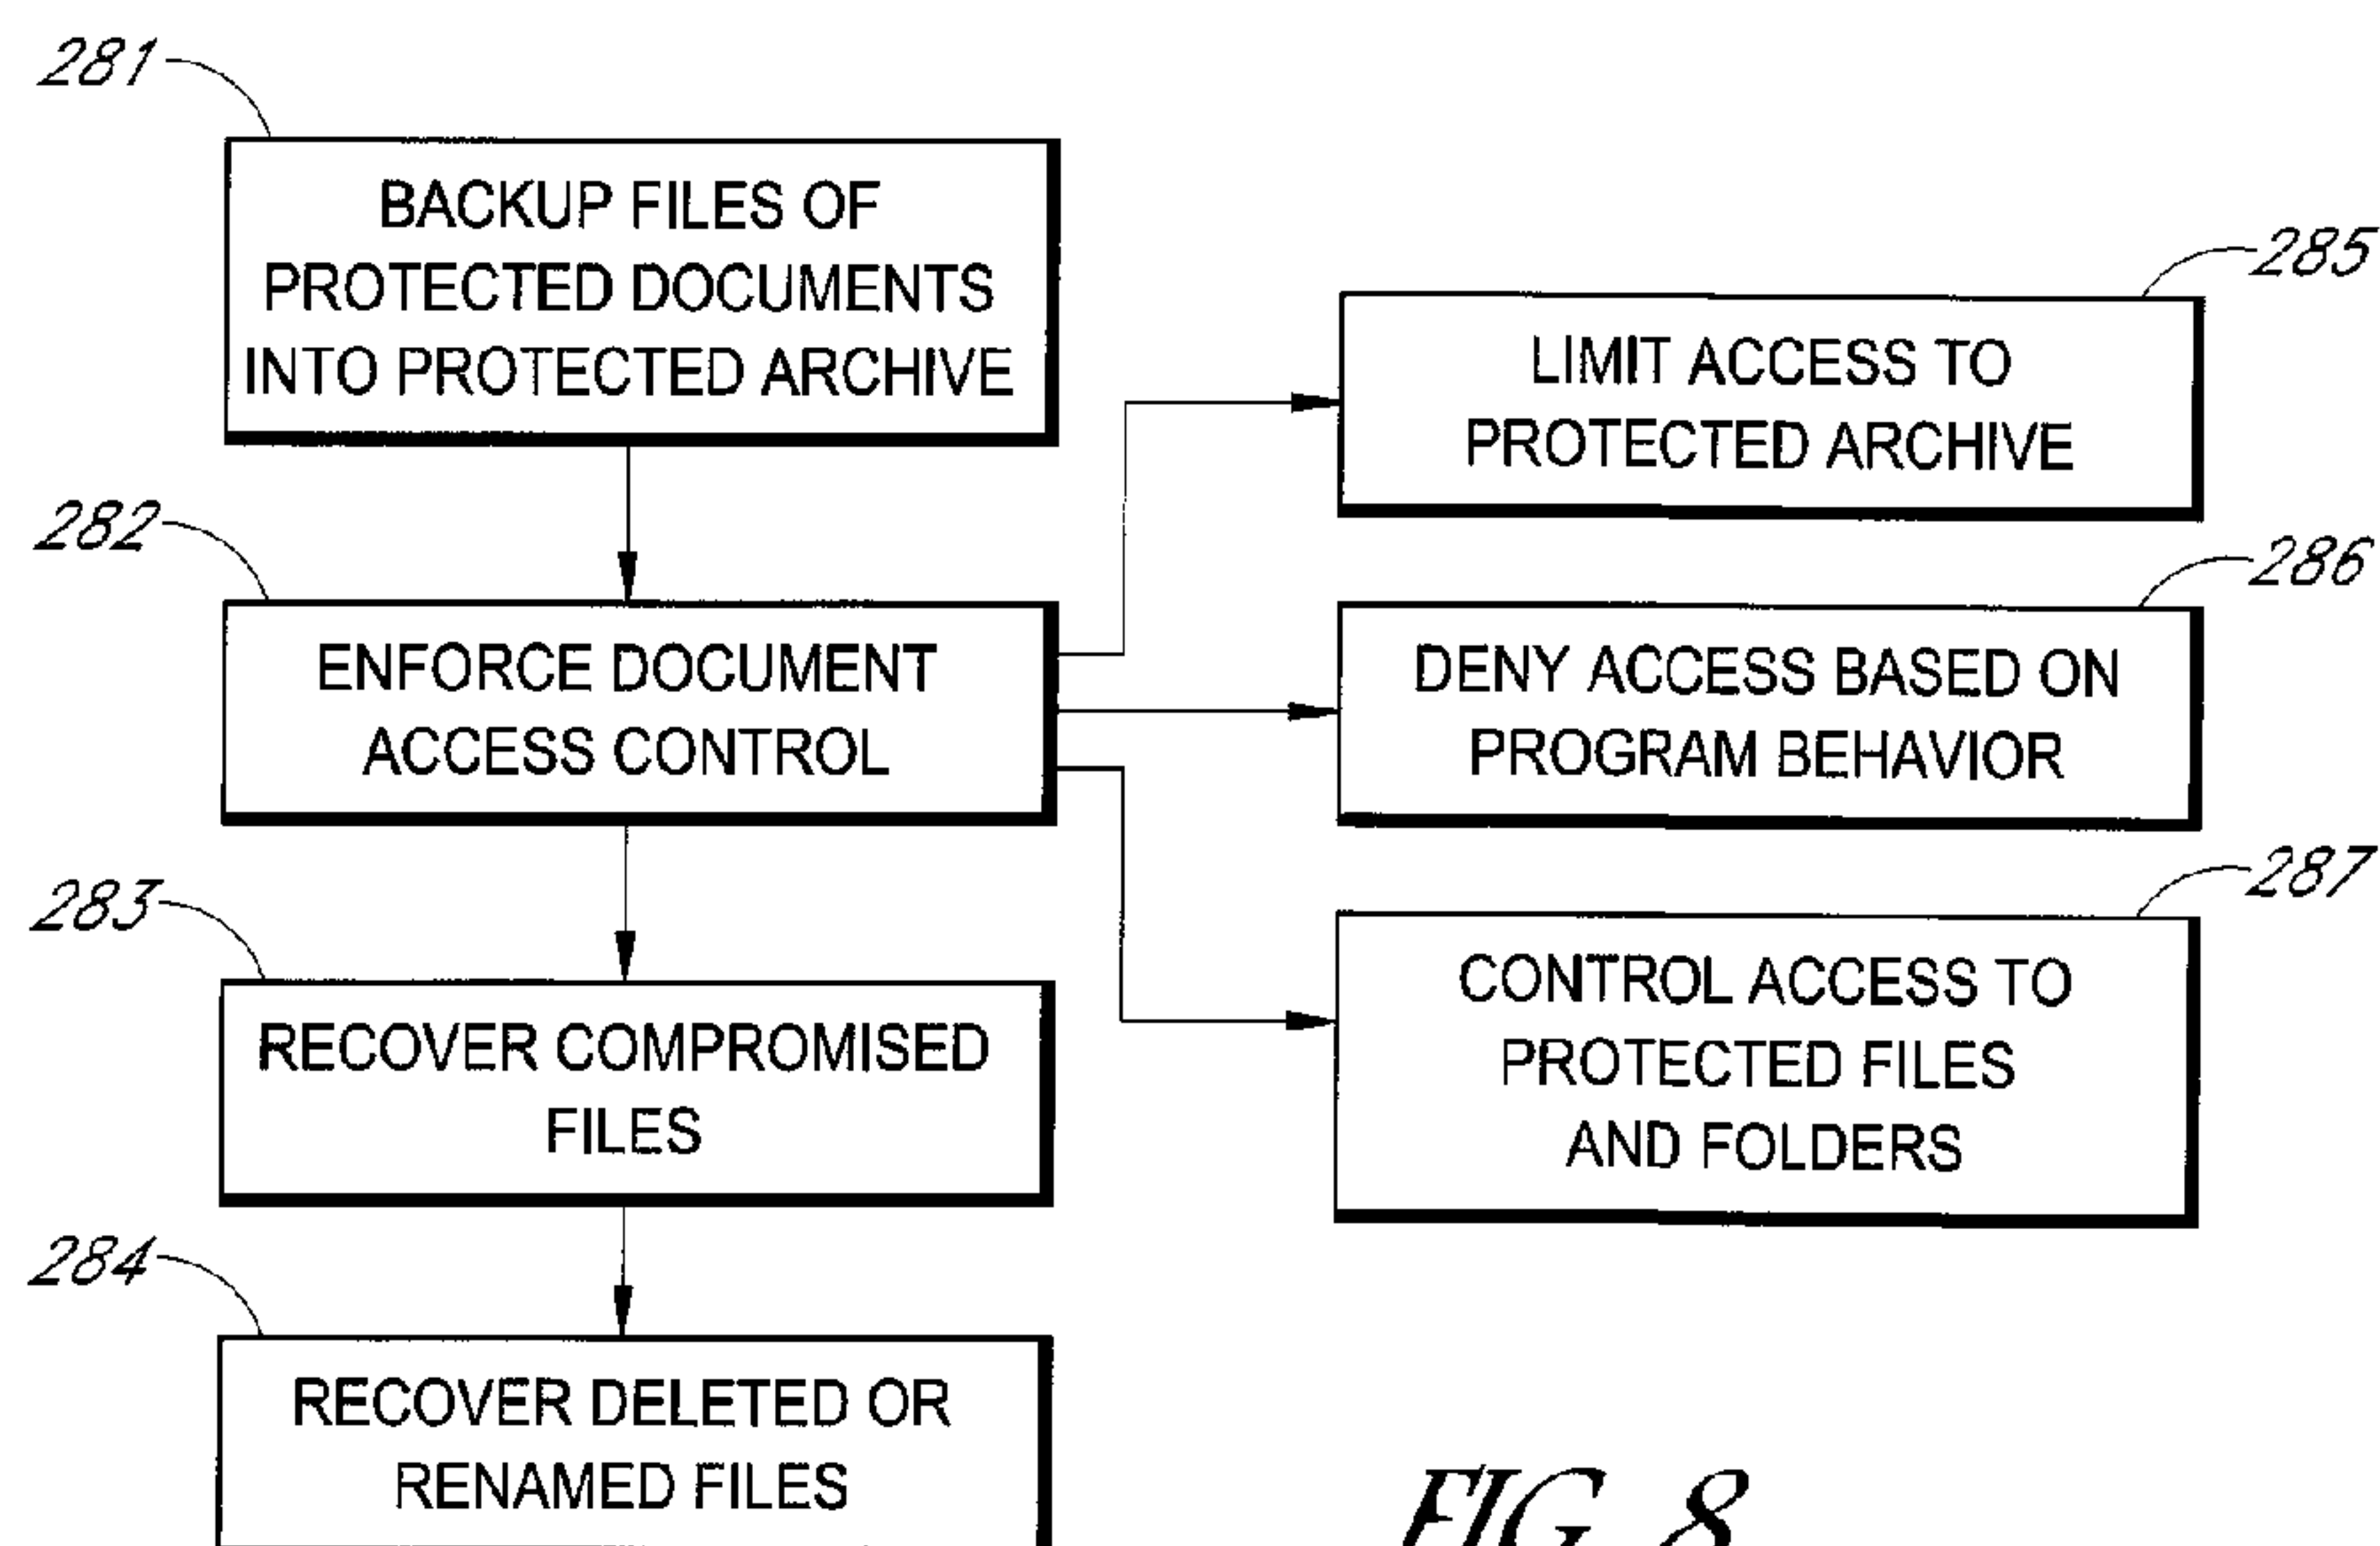 281
BACKUP FILES OF
PROTECTED DOCUMENTS
INTO PROTECTED ARCHIVE
282
ENFORCE DOCUMENT
ACCESS CONTROL
283
RECOVER COMPROMISED
FILES
284
RECOVER DELETED OR
RENAMED FILES
285
LIMIT ACCESS TO
PROTECTED ARCHIVE
286
DENY ACCESS BASED ON
PROGRAM BEHAVIOR
287
CONTROL ACCESS TO
PROTECTED FILES
AND FOLDERS
FIG. 8